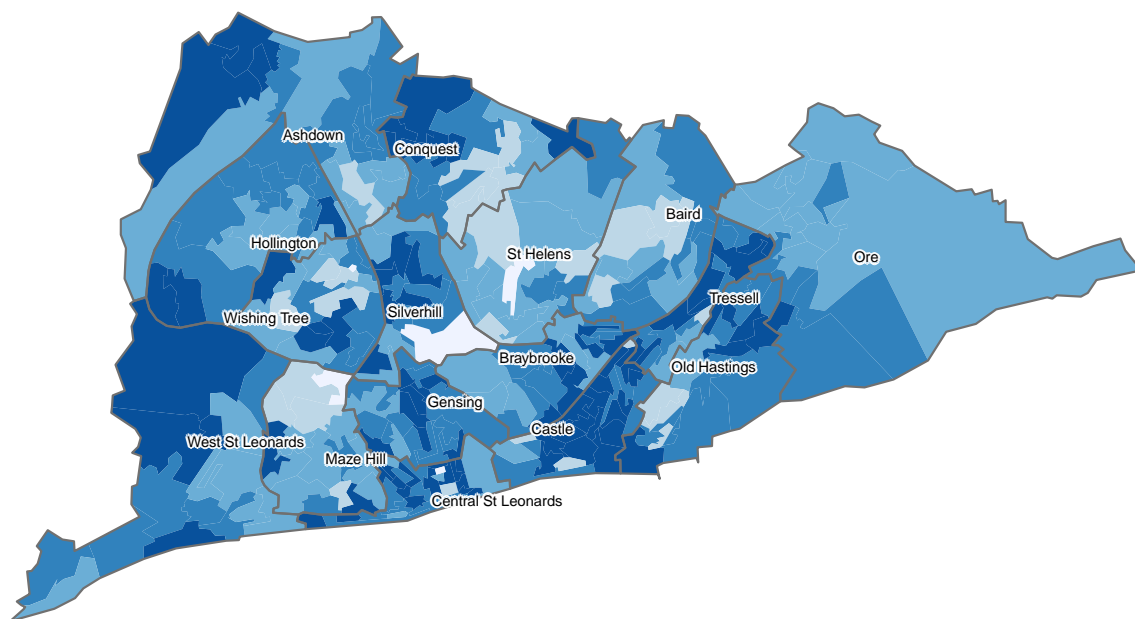 Ashdown
Conquest
Baird
Hollington
St Helens
Ore
Tressell
Silverhill
Wishing Tree
Braybrooke
Old Hastings
Gensing
Castle
West St Leonards
Maze Hill
Central St Leonards